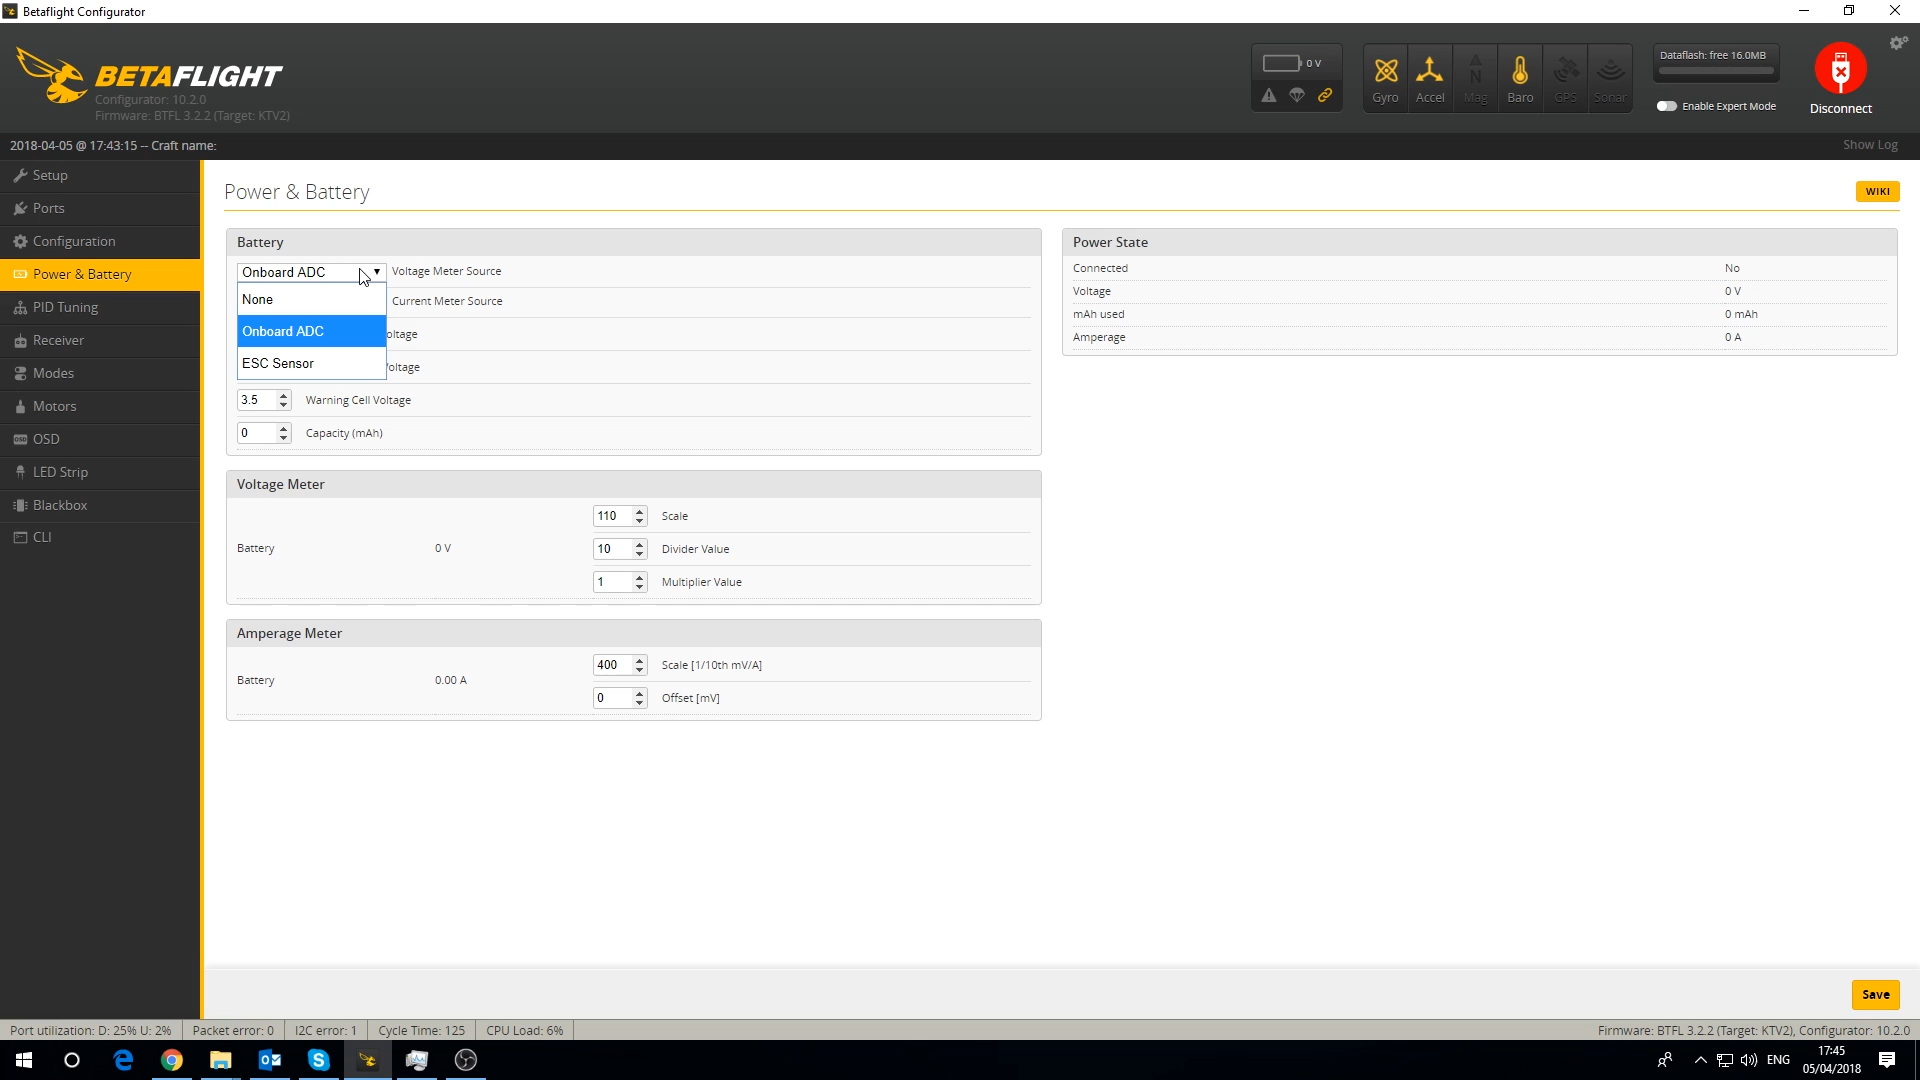 Betaflight Configurator
BETAFLIGHT
Configurator: 10.2.0
Firmware: BTFL 3.2.2 (Target: KTV2)
0 V
Gyro
Accel
Mag
Baro
GPS
Sonar
Dataflash: free 16.0MB
Enable Expert Mode
Disconnect
2018-04-05 @ 17:43:15 -- Craft name:
Show Log
Setup
Ports
Configuration
Power & Battery
PID Tuning
Receiver
Modes
Motors
OSD
LED Strip
Blackbox
CLI
Power & Battery
WIKI
Battery
Onboard ADC
Voltage Meter Source
None
Current Meter Source
Onboard ADC
oltage
ESC Sensor
oltage
3.5 Warning Cell Voltage
0 Capacity (mAh)
Power State
Connected No
Voltage 0 V
mAh used 0 mAh
Amperage 0 A
Voltage Meter
Battery 0 V
110 Scale
10 Divider Value
1 Multiplier Value
Amperage Meter
Battery 0.00 A
400 Scale [1/10th mV/A]
0 Offset [mV]
Save
Port utilization: D: 25% U: 2%
Packet error: 0
I2C error: 1
Cycle Time: 125
CPU Load: 6%
Firmware: BTFL 3.2.2 (Target: KTV2), Configurator: 10.2.0
ENG
17:45
05/04/2018